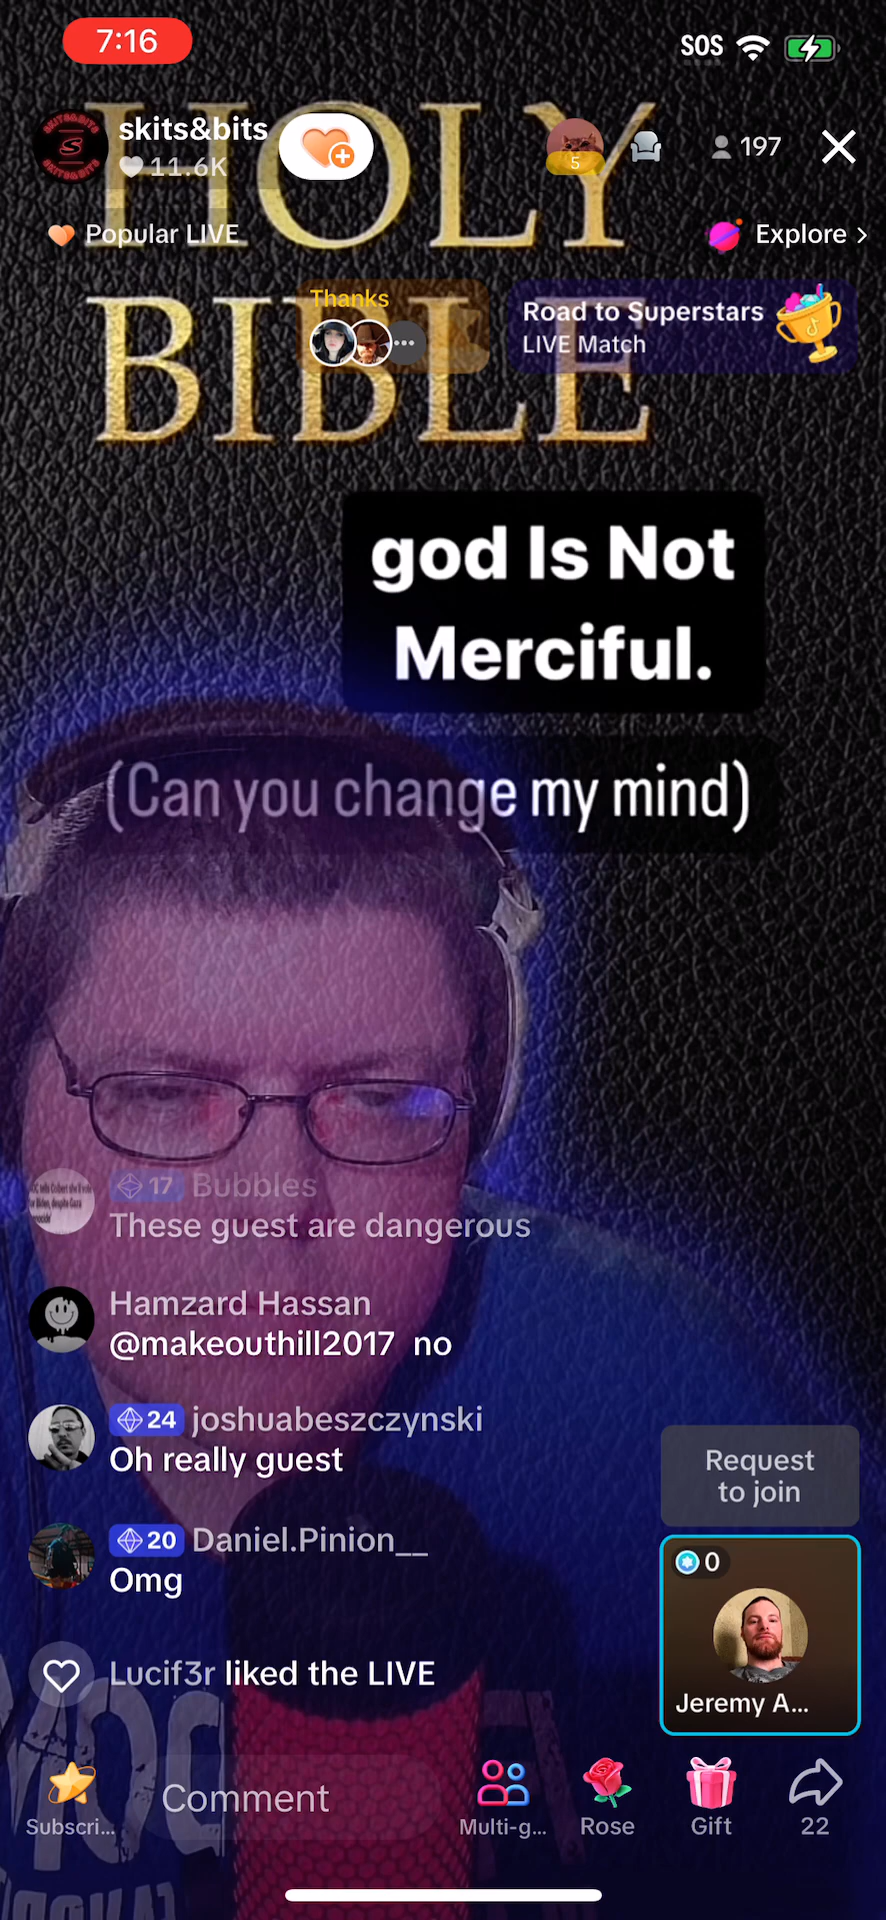 7:16
SOS
HOLY
BIBLE
skits&bits
11.6K
5
197
Popular LIVE
Explore >
Thanks
Road to Superstars
LIVE Match
god Is Not
Merciful.
(Can you change my mind)
17 Bubbles
These guest are dangerous
Hamzard Hassan
@makeouthill2017 no
24 joshuabeszczynski
Oh really guest
20 Daniel.Pinion__
Omg
Lucif3r liked the LIVE
Request
to join
0
Jeremy A...
Subscri...
Comment
Multi-g...
Rose
Gift
22